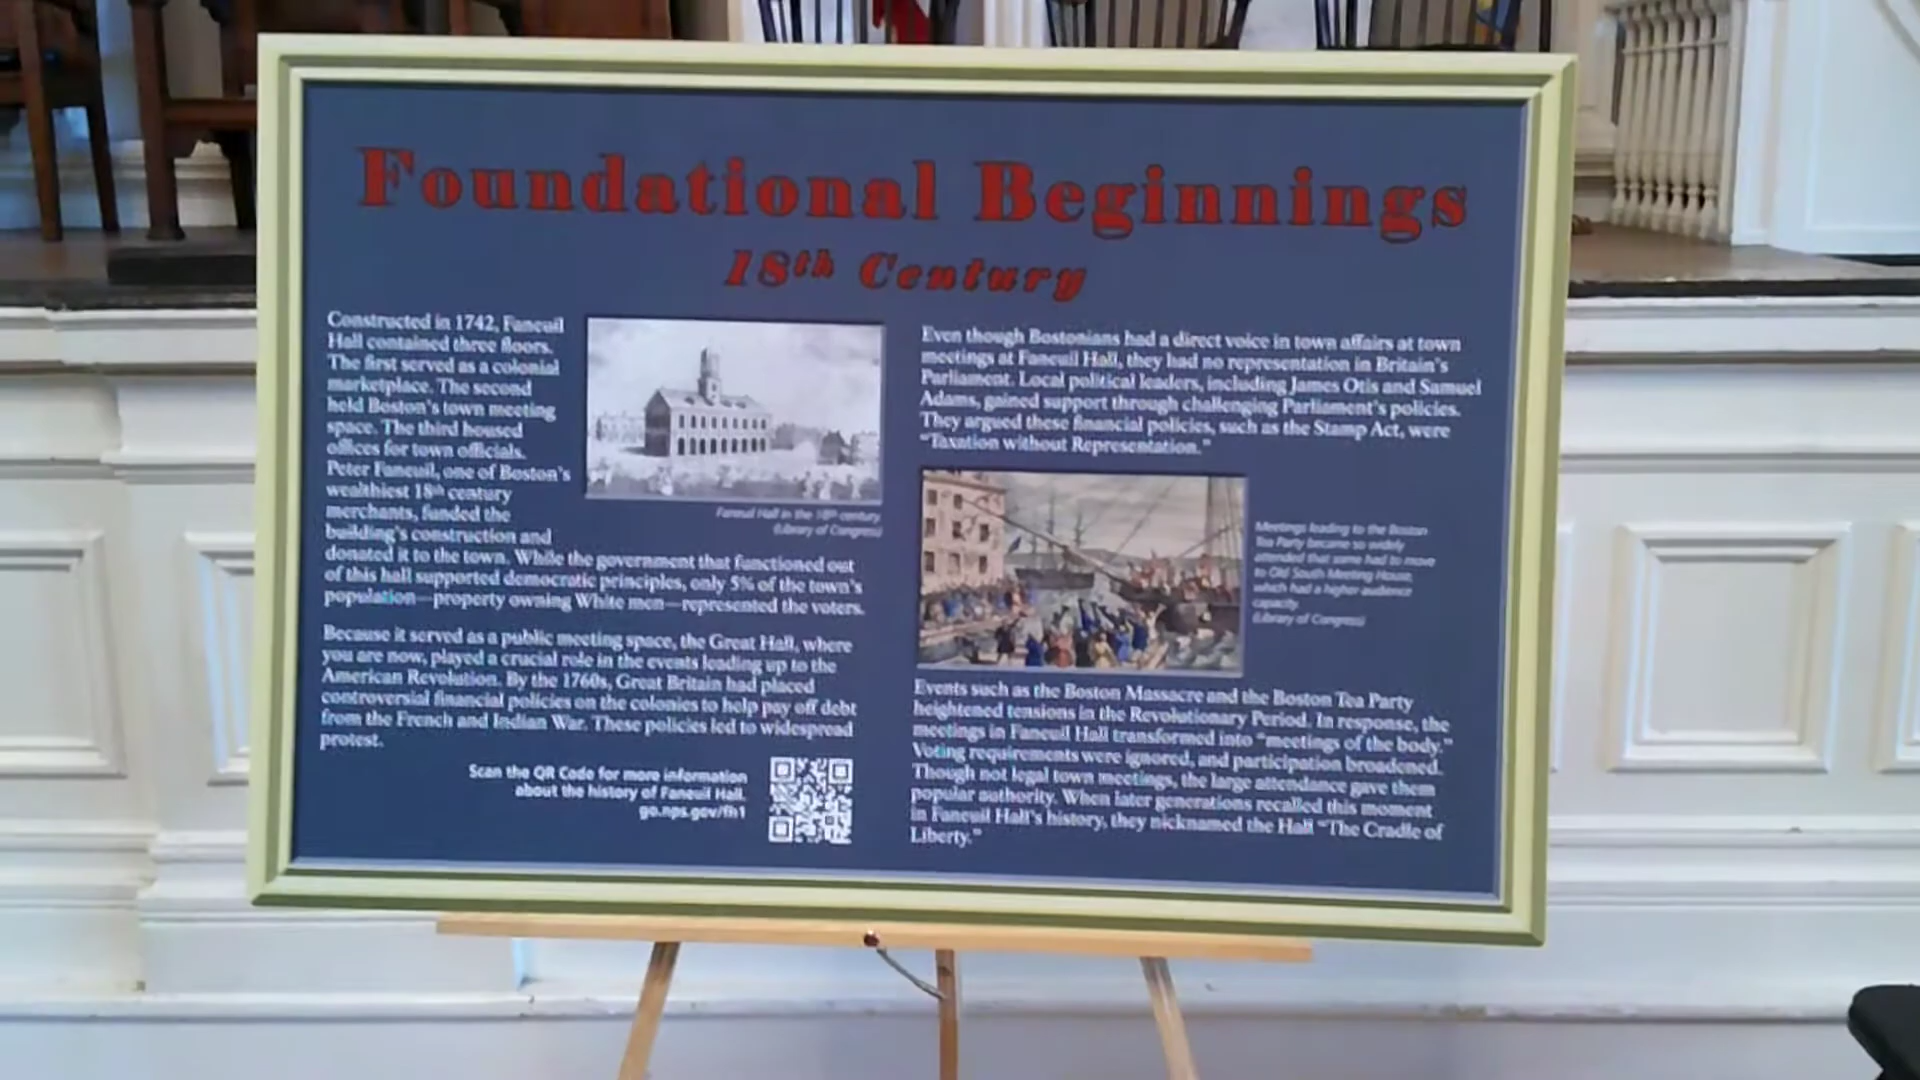 Foundational Beginnings
18th Century
Constructed in 1742, Faneuil
Hall contained three floors.
The first served as a colonial
marketplace. The second
held Boston's town meeting
space. The third housed
offices for town officials.
Peter Faneuil, one of Boston's
wealthiest 18th century
merchants, funded the
building's construction and
donated it to the town. While the government that functioned out
of this hall supported democratic principles, only 5% of the town's
population—property owning White men—represented the voters.
Faneuil Hall in the 18th century.
(Library of Congress)
Because it served as a public meeting space, the Great Hall, where
you are now, played a crucial role in the events leading up to the
American Revolution. By the 1760s, Great Britain had placed
controversial financial policies on the colonies to help pay off debt
from the French and Indian War. These policies led to widespread
protest.
Scan the QR Code for more information
about the history of Faneuil Hall.
go.nps.gov/fh1
Even though Bostonians had a direct voice in town affairs at town
meetings at Faneuil Hall, they had no representation in Britain's
Parliament. Local political leaders, including James Otis and Samuel
Adams, gained support through challenging Parliament's policies.
They argued these financial policies, such as the Stamp Act, were
"Taxation without Representation."
Meetings leading to the Boston
Tea Party became so widely
attended that some had to move
to Old South Meeting House,
which had a higher audience
capacity.
(Library of Congress)
Events such as the Boston Massacre and the Boston Tea Party
heightened tensions in the Revolutionary Period. In response, the
meetings in Faneuil Hall transformed into "meetings of the body."
Voting requirements were ignored, and participation broadened.
Though not legal town meetings, the large attendance gave them
popular authority. When later generations recalled this moment
in Faneuil Hall's history, they nicknamed the Hall "The Cradle of
Liberty."